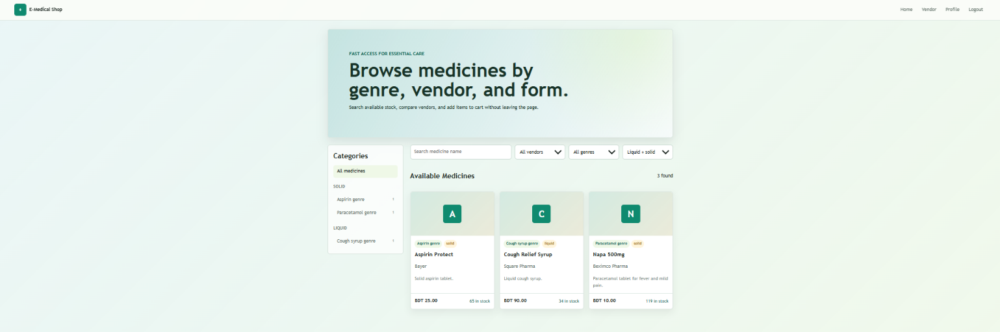 E-Medical Shop
Home Vendor Profile Logout
FAST ACCESS FOR ESSENTIAL CARE
Browse medicines by
genre, vendor, and form.
Search available stock, compare vendors, and add items to cart without leaving the page.
Categories
All medicines
SOLID
Aspirin genre 1
Paracetamol genre 1
LIQUID
Cough syrup genre 1
Search medicine name
All vendors
All genres
Liquid + solid
Available Medicines
3 found
A
Aspirin genre solid
Aspirin Protect
Bayer
Solid aspirin tablet.
BDT 25.00 65 in stock
C
Cough syrup genre liquid
Cough Relief Syrup
Square Pharma
Liquid cough syrup.
BDT 90.00 34 in stock
N
Paracetamol genre solid
Napa 500mg
Beximco Pharma
Paracetamol tablet for fever and mild
pain.
BDT 10.00 119 in stock